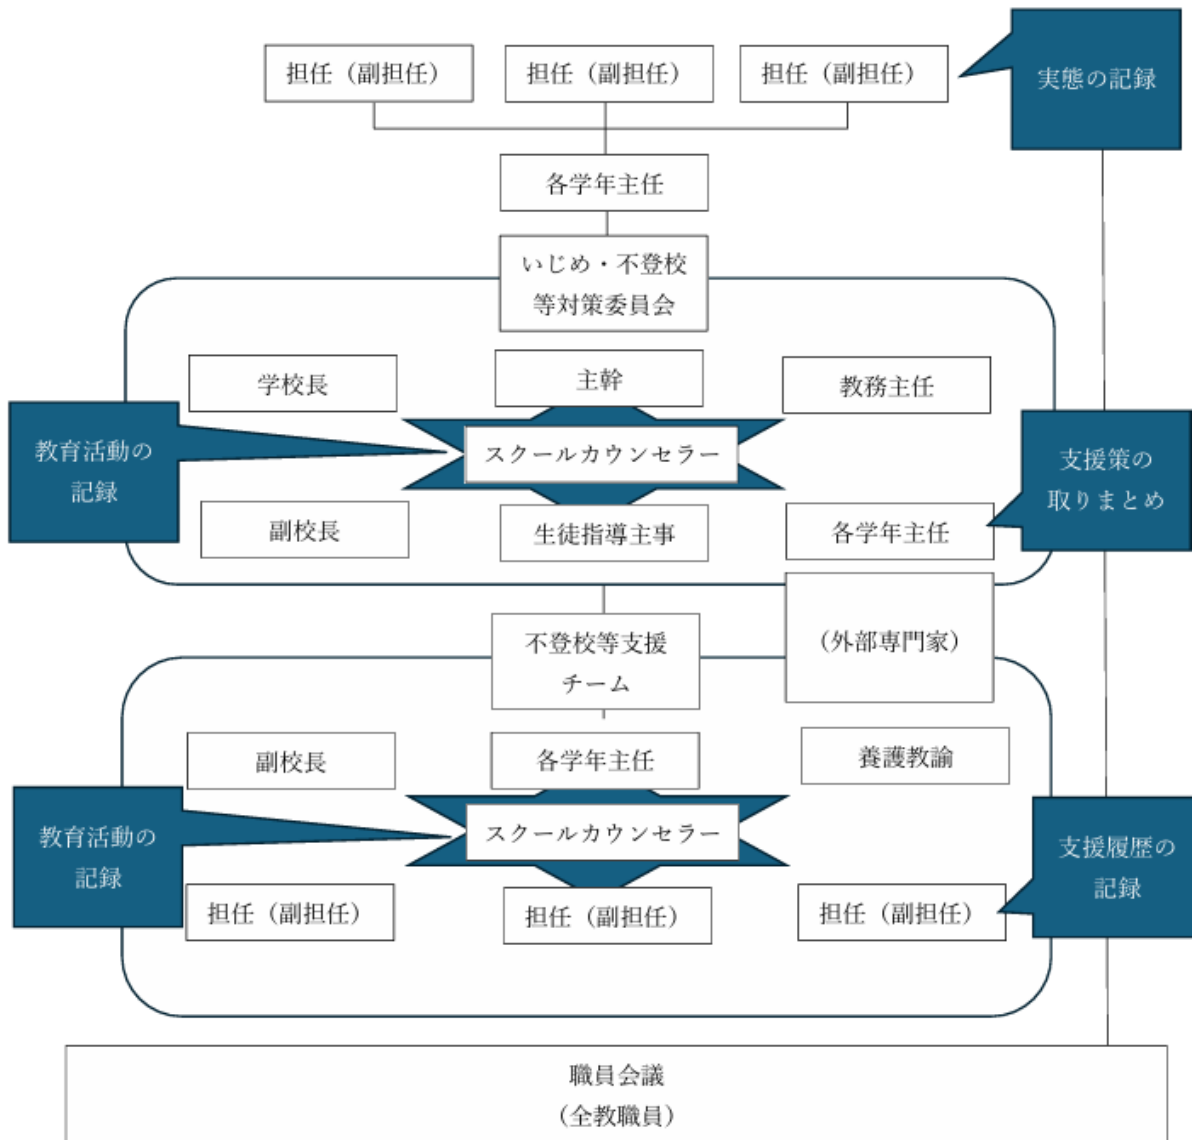 担任（副担任）
担任（副担任）
担任（副担任）
実態の記録
各学年主任
いじめ・不登校
等対策委員会
学校長
主幹
教務主任
教育活動の
記録
スクールカウンセラー
支援策の
取りまとめ
副校長
生徒指導主事
各学年主任
不登校等支援
チーム
（外部専門家）
副校長
各学年主任
養護教諭
教育活動の
記録
スクールカウンセラー
支援履歴の
記録
担任（副担任）
担任（副担任）
担任（副担任）
職員会議
（全教職員）